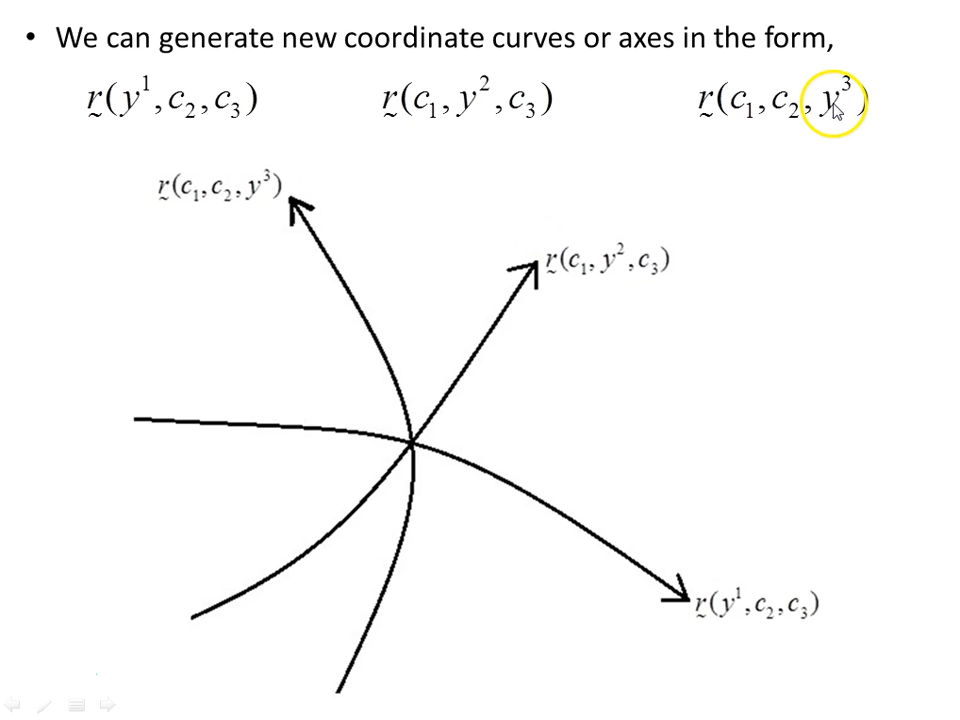 • We can generate new coordinate curves or axes in the form,
r̰(y¹,c₂,c₃) r̰(c₁,y²,c₃) r̰(c₁,c₂,y³)
r̰(c₁,c₂,y³)
r̰(c₁,y²,c₃)
r̰(y¹,c₂,c₃)